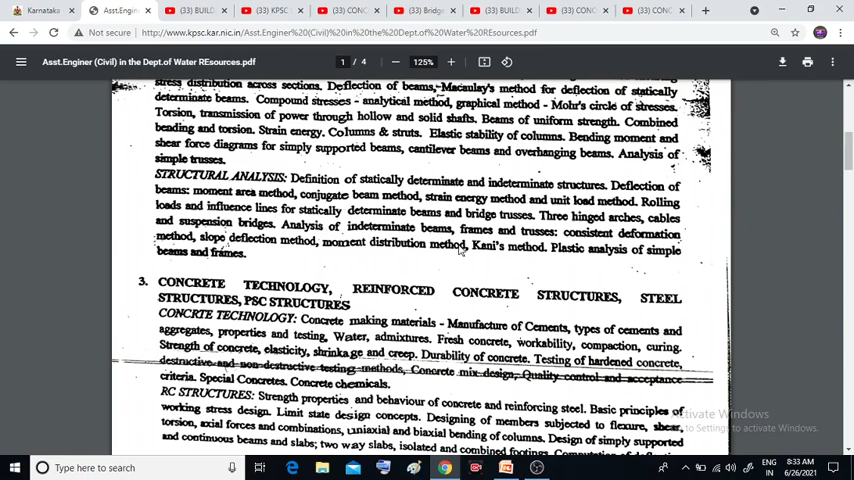 Karnataka
Asst.Engine
(33) BUILD
(33) KPSC
(33) CONC
(33) Bridge
(33) BUILD
(33) CONC
(33) CONC
Not secure
http://www.kpsc.kar.nic.in/Asst.Enginer%20(Civil)%20in%20the%20Dept.of%20Water%20REsources.pdf
Asst.Enginer (Civil) in the Dept.of Water REsources.pdf
1 / 4
125%
stress distribution across sections. Deflection of beams, Macaulay's method for deflection of statically
determinate beams. Compound stresses - analytical method, graphical method - Mohr's circle of stresses.
Torsion, transmission of power through hollow and solid shafts. Beams of uniform strength. Combined
bending and torsion. Strain energy. Columns & struts. Elastic stability of columns. Bending moment and
shear force diagrams for simply supported beams, cantilever beams and overhanging beams. Analysis of
simple trusses.
STRUCTURAL ANALYSIS: Definition of statically determinate and indeterminate structures. Deflection of
beams: moment area method, conjugate beam method, strain energy method and unit load method. Rolling
loads and influence lines for statically determinate beams and bridge trusses. Three hinged arches, cables
and suspension bridges. Analysis of indeterminate beams, frames and trusses: consistent deformation
method, slope deflection method, moment distribution method, Kani's method. Plastic analysis of simple
beams and frames.
3. CONCRETE TECHNOLOGY, REINFORCED CONCRETE STRUCTURES, STEEL
STRUCTURES, PSC STRUCTURES
CONCRTE TECHNOLOGY: Concrete making materials - Manufacture of Cements, types of cements and
aggregates, properties and testing, Water, admixtures. Fresh concrete, workability, compaction, curing.
Strength of concrete, elasticity, shrinkage and creep. Durability of concrete. Testing of hardened concrete,
destructive and non-destructive testing methods, Concrete mix design, Quality control and acceptance
criteria. Special Concretes. Concrete chemicals.
RC STRUCTURES: Strength properties and behaviour of concrete and reinforcing steel. Basic principles of
working stress design. Limit state design concepts. Designing of members subjected to flexure, shear,
torsion, axial forces and combinations, uniaxial and biaxial bending of columns. Design of simply supported
and continuous beams and slabs; two way slabs, isolated and combined footings.
Activate Windows
Go to Settings to activate Windows.
Type here to search
ENG
IN
8:33 AM
6/26/2021